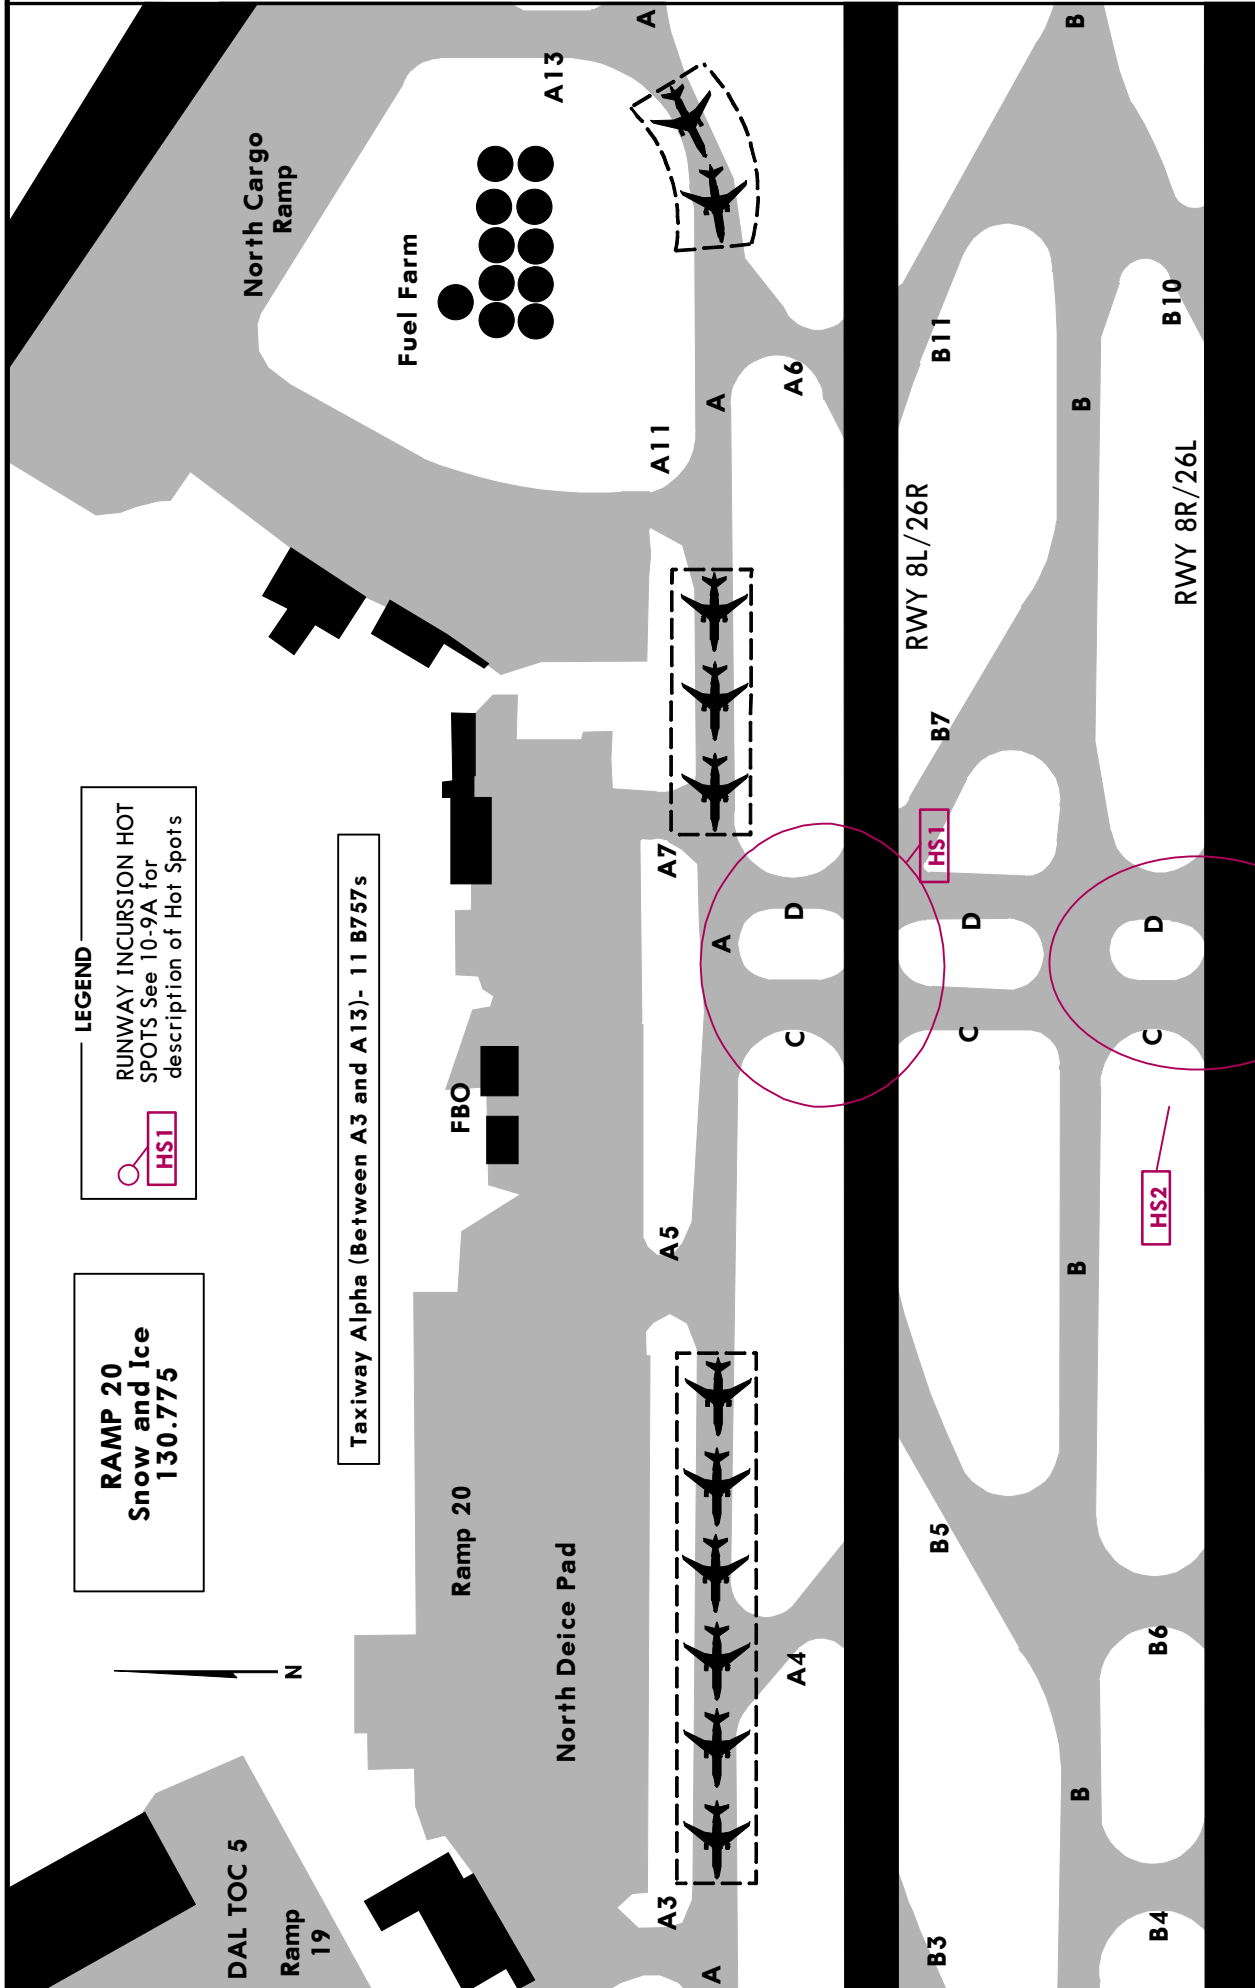 LEGEND
RUNWAY INCURSION HOT
SPOTS See 10-9A for
description of Hot Spots
HS1
RAMP 20
Snow and Ice
130.775
Taxiway Alpha (Between A3 and A13)- 11 B757s
N
DAL TOC 5
Ramp
19
Ramp 20
North Deice Pad
FBO
North Cargo
Ramp
Fuel Farm
A3
A5
A7
A11
A13
A
A
A
A
A4
C
D
A6
HS1
RWY 8L/26R
B3
B5
C
D
B7
B11
B
B
B
B
B4
B6
HS2
C
D
B10
RWY 8R/26L